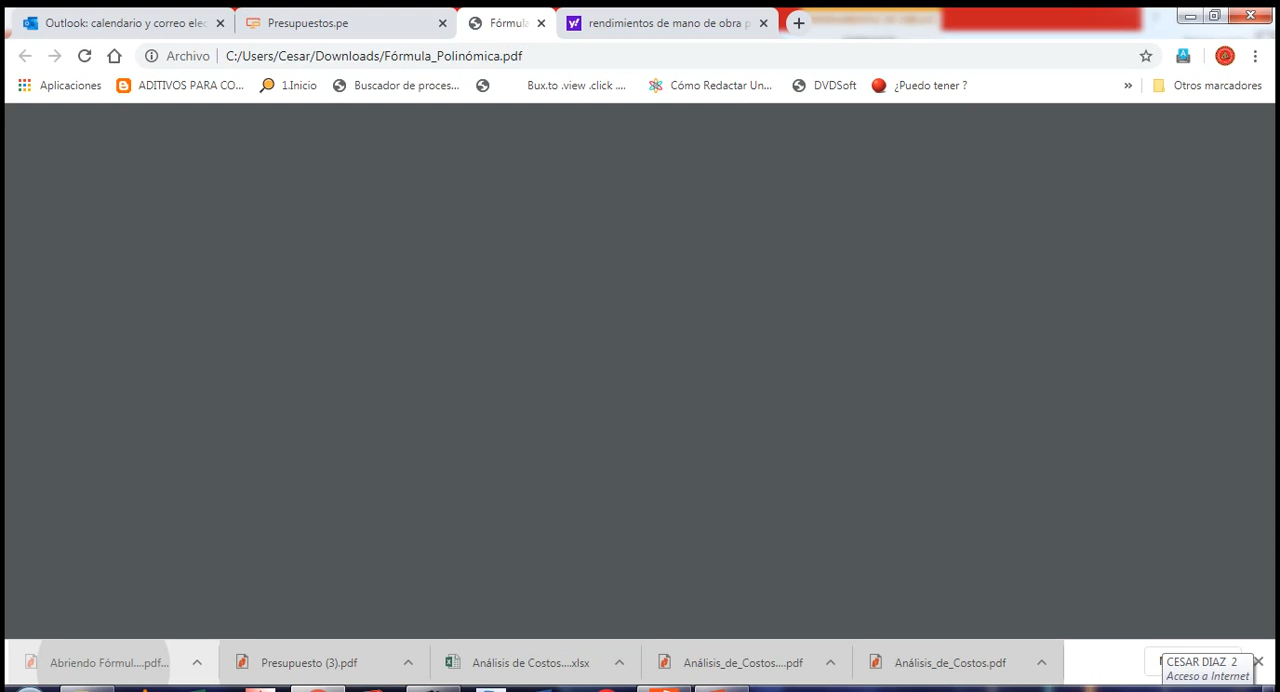 Outlook: calendario y correo elec
Presupuestos.pe
Fórmula
rendimientos de mano de obra p
Archivo
C:/Users/Cesar/Downloads/Fórmula_Polinómica.pdf
Aplicaciones
ADITIVOS PARA CO...
1.Inicio
Buscador de proces...
Bux.to .view .click ....
Cómo Redactar Un...
DVDSoft
¿Puedo tener ?
»
Otros marcadores
Abriendo Fórmul....pdf...
Presupuesto (3).pdf
Análisis de Costos....xlsx
Análisis_de_Costos....pdf
Análisis_de_Costos.pdf
CESAR DIAZ 2
Acceso a Internet